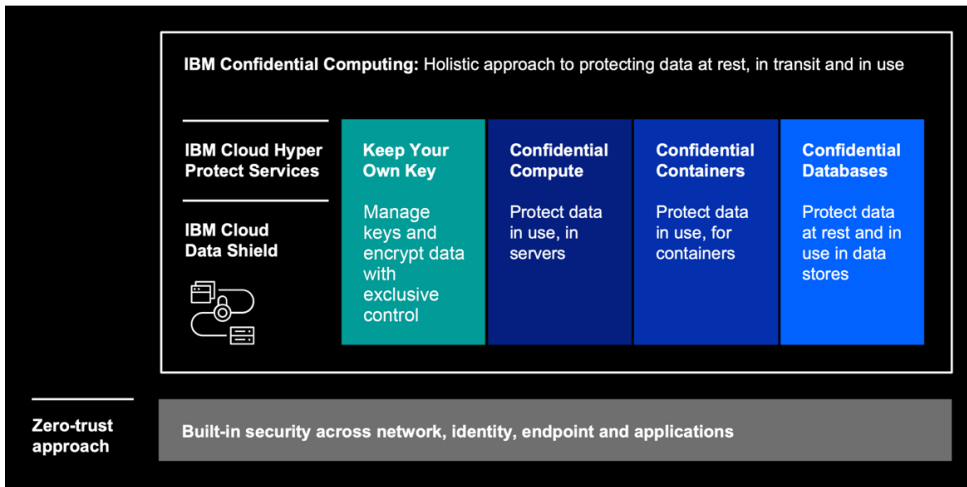 IBM Confidential Computing: Holistic approach to protecting data at rest, in transit and in use
IBM Cloud Hyper
Protect Services
IBM Cloud
Data Shield
Keep Your
Own Key
Manage
keys and
encrypt data
with
exclusive
control
Confidential
Compute
Protect data
in use, in
servers
Confidential
Containers
Protect data
in use, for
containers
Confidential
Databases
Protect data
at rest and in
use in data
stores
Zero-trust
approach
Built-in security across network, identity, endpoint and applications